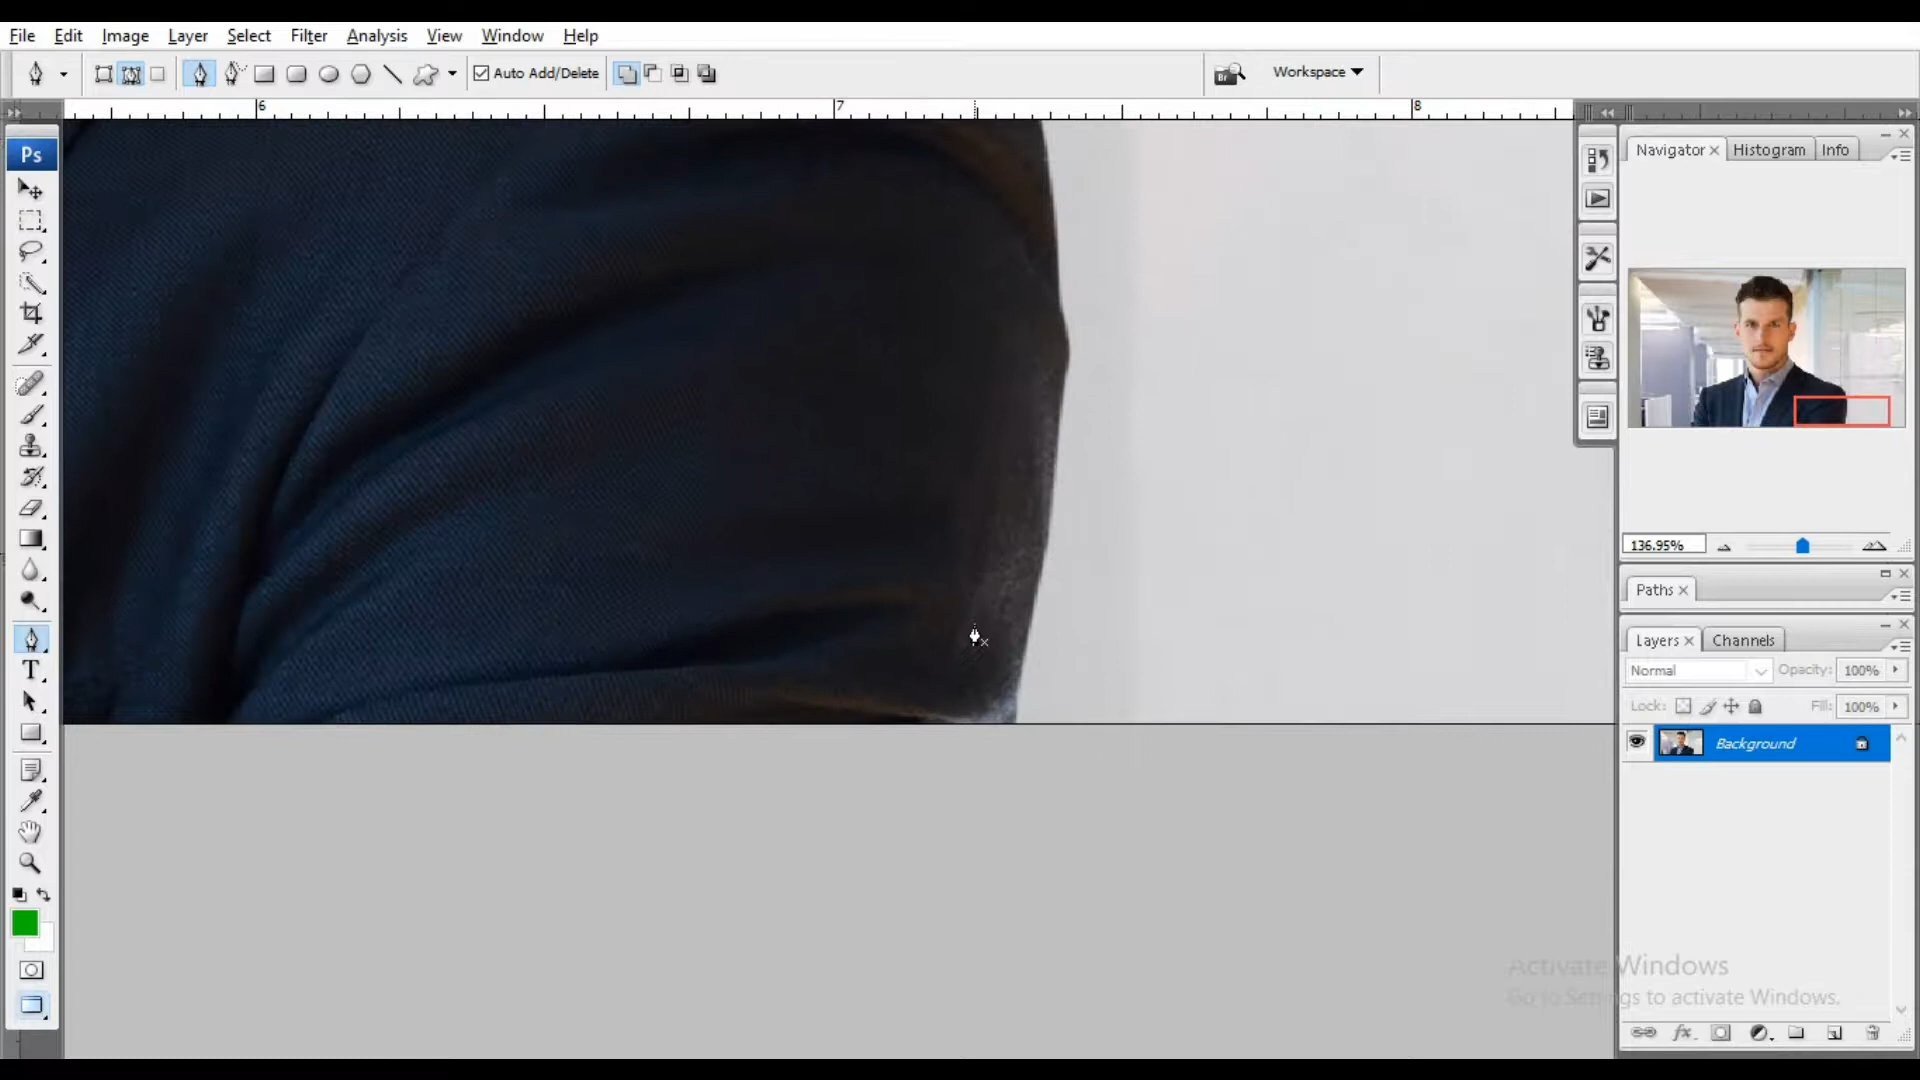 File Edit Image Layer Select Filter Analysis View Window Help
Auto Add/Delete
Br
Workspace
6 7 8
Ps
Navigator Histogram Info
136.95%
Paths
Layers Channels
Normal Opacity: 100%
Lock: Fill: 100%
Background
T
fx
Activate Windows
Go to Settings to activate Windows.